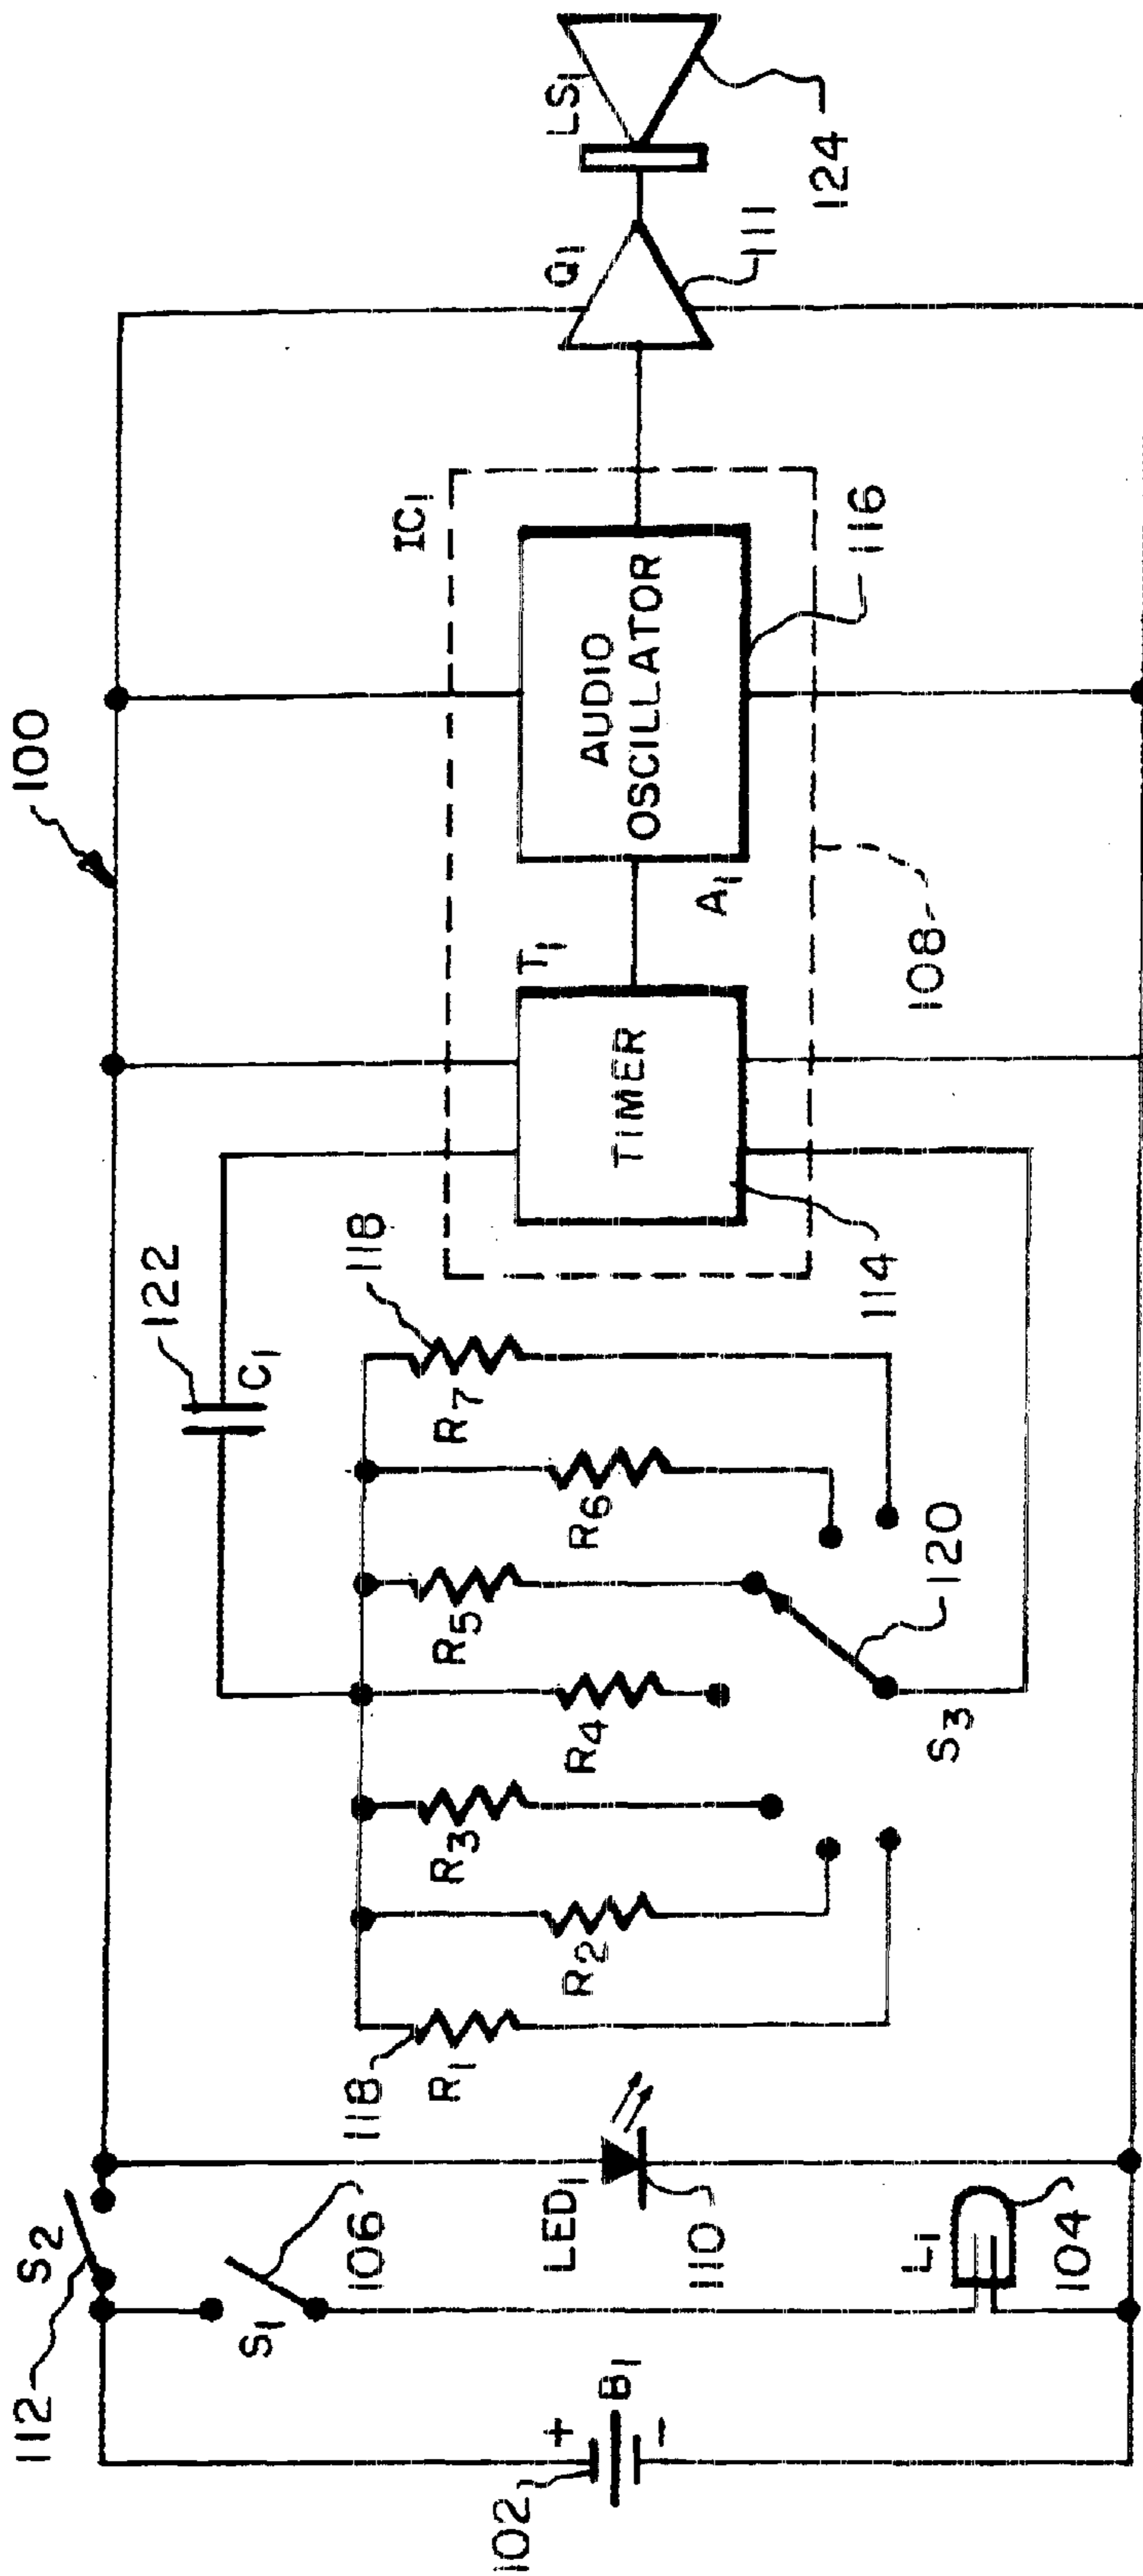 100
112
S2
S1
106
102
+
B1
-
LED1
110
L1
104
118
R1
R2
R3
R4
R5
R6
R7
118
122
C1
S3
120
IC1
T1
TIMER
114
A1
AUDIO
OSCILLATOR
116
108
Q1
111
LS1
124